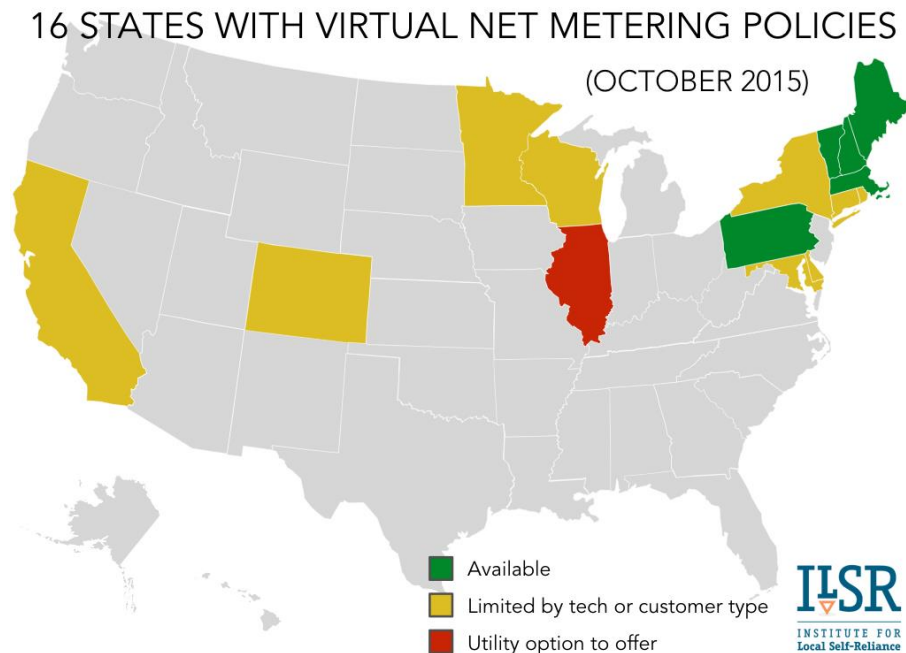 16 STATES WITH VIRTUAL NET METERING POLICIES
(OCTOBER 2015)
Available
Limited by tech or customer type
Utility option to offer
ILSR
INSTITUTE FOR
Local Self-Reliance